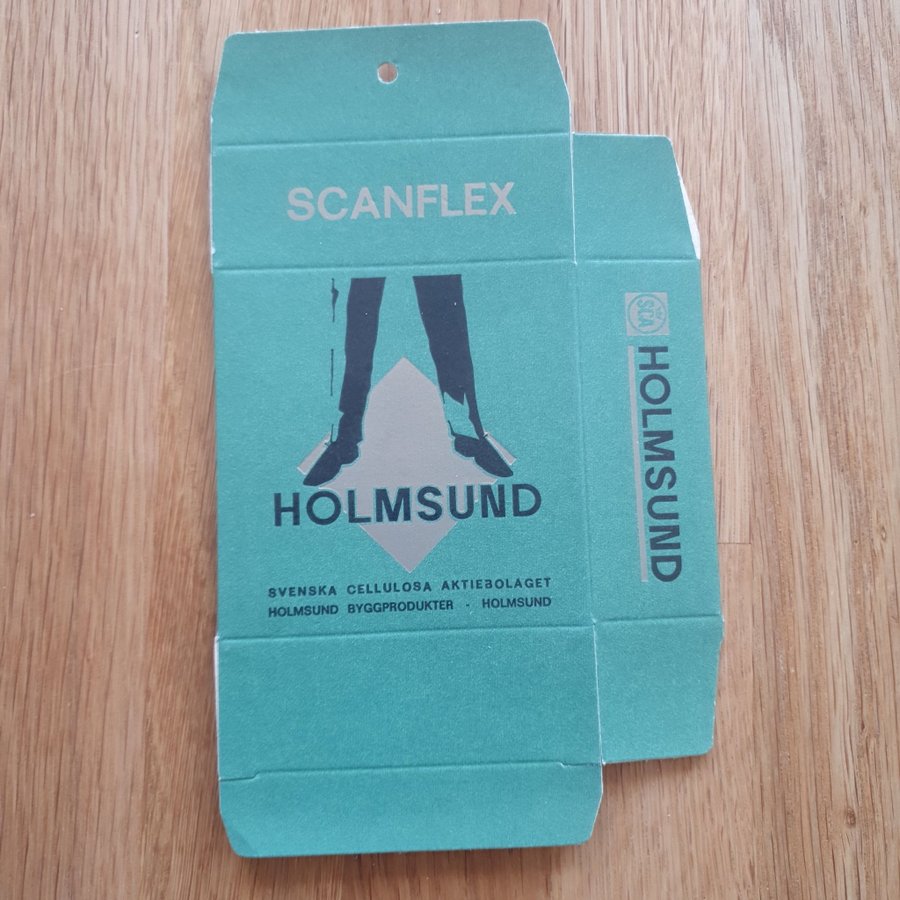 SCANFLEX
HOLMSUND
SVENSKA CELLULOSA AKTIEBOLAGET
HOLMSUND BYGGPRODUKTER - HOLMSUND
SCA
HOLMSUND